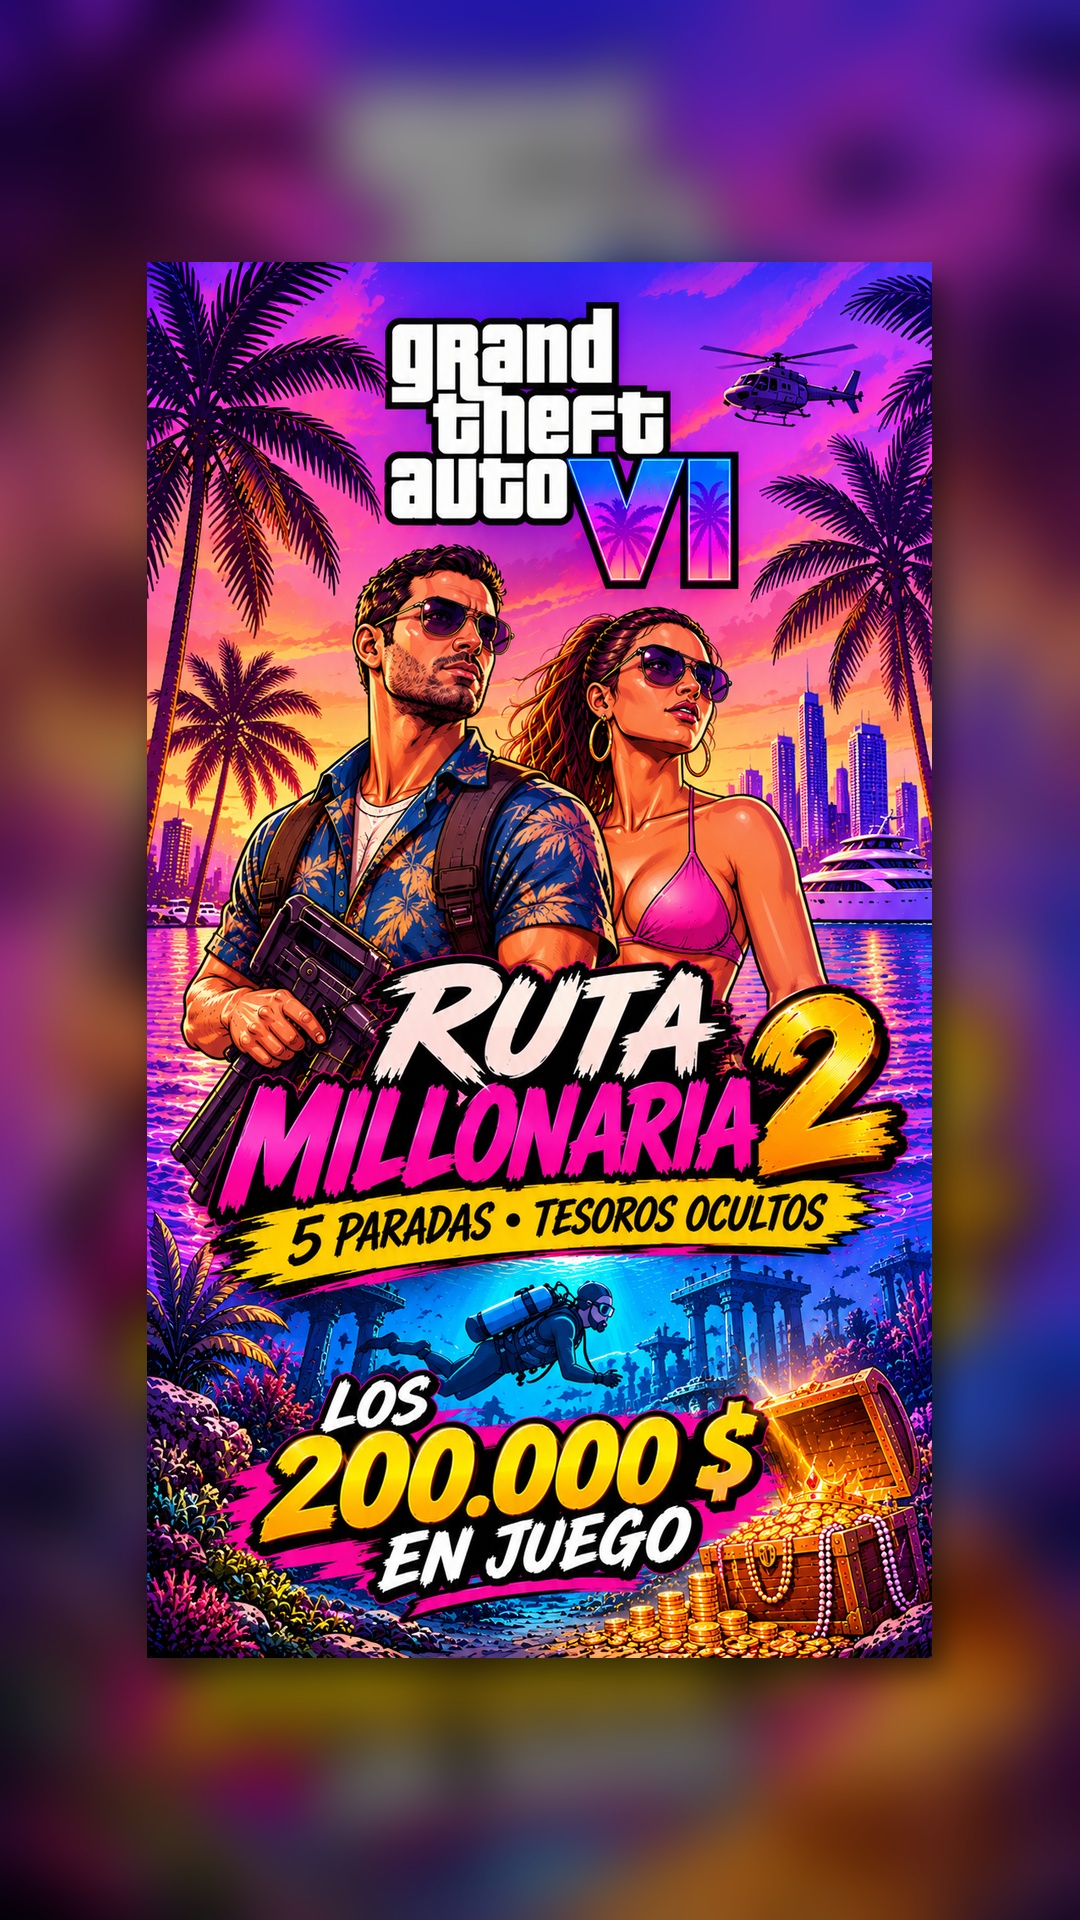 grand
theft
auto VI
RUTA
MILLONARIA 2
5 PARADAS • TESOROS OCULTOS
LOS
200.000 $
EN JUEGO